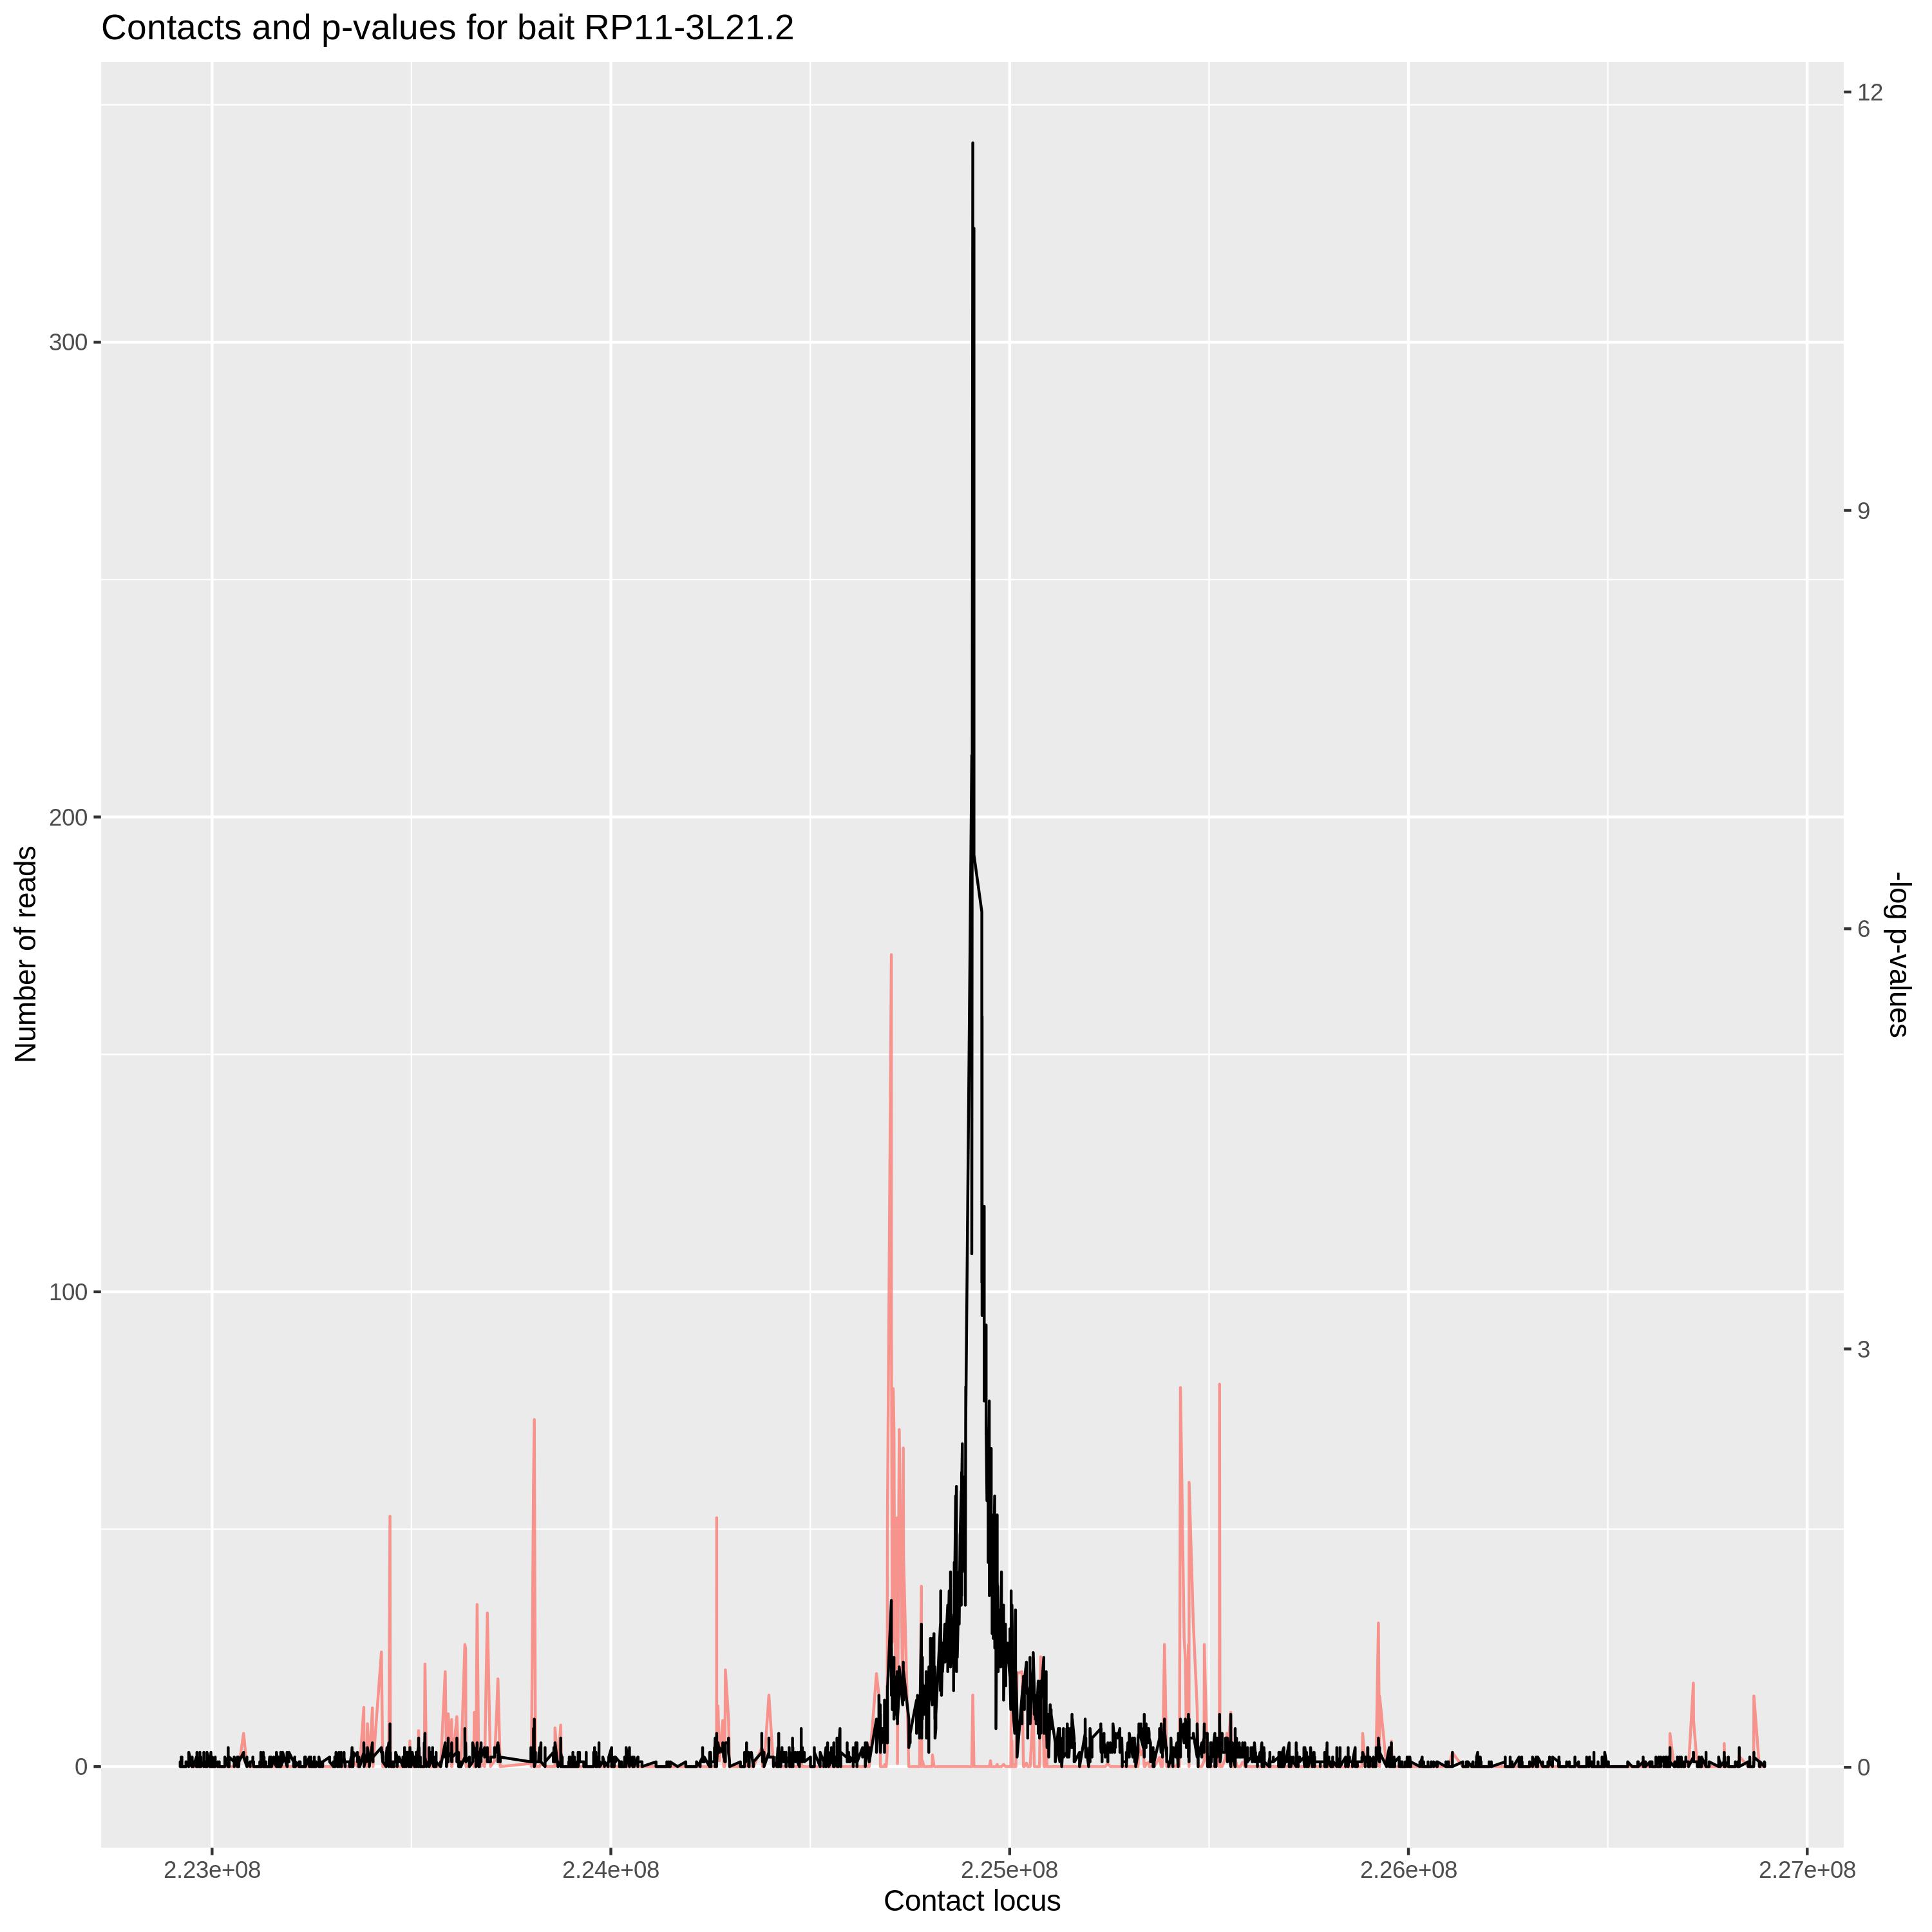 Contacts and p-values for bait RP11-3L21.2
Number of reads
300
200
100
0
12
9
6
3
0
-log p-values
2.23e+08 2.24e+08 2.25e+08 2.26e+08 2.27e+08
Contact locus